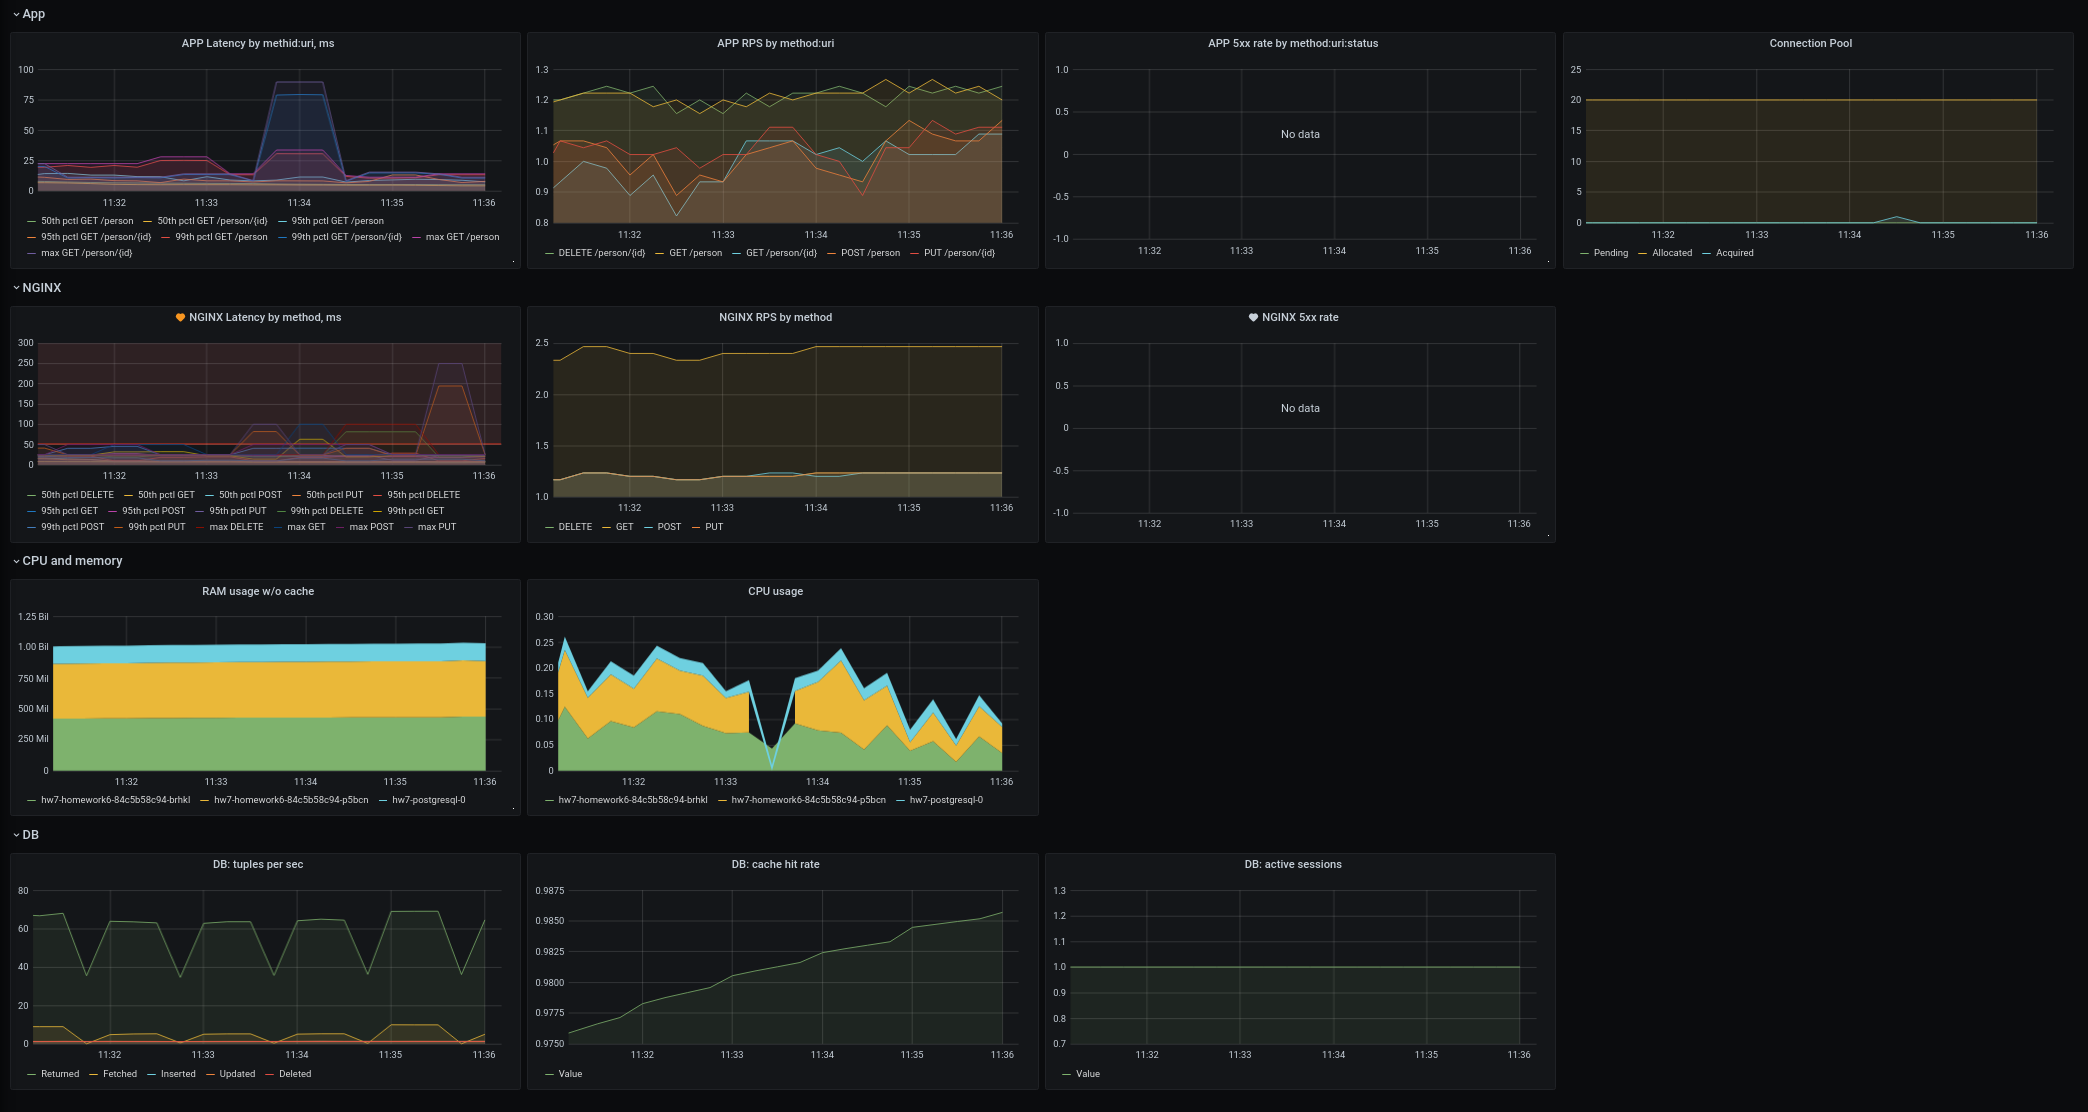 App
APP Latency by methid:uri, ms
100
75
50
25
0
11:32 11:33 11:34 11:35 11:36
50th pctl GET /person 50th pctl GET /person/{id} 95th pctl GET /person
95th pctl GET /person/{id} 99th pctl GET /person 99th pctl GET /person/{id} max GET /person
max GET /person/{id}
APP RPS by method:uri
1.3
1.2
1.1
1.0
0.9
0.8
11:32 11:33 11:34 11:35 11:36
DELETE /person/{id} GET /person GET /person/{id} POST /person PUT /person/{id}
APP 5xx rate by method:uri:status
1.0
0.5
0
-0.5
-1.0
No data
11:32 11:33 11:34 11:35 11:36
Connection Pool
25
20
15
10
5
0
11:32 11:33 11:34 11:35 11:36
Pending Allocated Acquired
NGINX
NGINX Latency by method, ms
300
250
200
150
100
50
0
11:32 11:33 11:34 11:35 11:36
50th pctl DELETE 50th pctl GET 50th pctl POST 50th pctl PUT 95th pctl DELETE
95th pctl GET 95th pctl POST 95th pctl PUT 99th pctl DELETE 99th pctl GET
99th pctl POST 99th pctl PUT max DELETE max GET max POST max PUT
NGINX RPS by method
2.5
2.0
1.5
1.0
11:32 11:33 11:34 11:35 11:36
DELETE GET POST PUT
NGINX 5xx rate
1.0
0.5
0
-0.5
-1.0
No data
11:32 11:33 11:34 11:35 11:36
CPU and memory
RAM usage w/o cache
1.25 Bil
1.00 Bil
750 Mil
500 Mil
250 Mil
0
11:32 11:33 11:34 11:35 11:36
hw7-homework6-84c5b58c94-brhkl hw7-homework6-84c5b58c94-p5bcn hw7-postgresql-0
CPU usage
0.30
0.25
0.20
0.15
0.10
0.05
0
11:32 11:33 11:34 11:35 11:36
hw7-homework6-84c5b58c94-brhkl hw7-homework6-84c5b58c94-p5bcn hw7-postgresql-0
DB
DB: tuples per sec
80
60
40
20
0
11:32 11:33 11:34 11:35 11:36
Returned Fetched Inserted Updated Deleted
DB: cache hit rate
0.9875
0.9850
0.9825
0.9800
0.9775
0.9750
11:32 11:33 11:34 11:35 11:36
Value
DB: active sessions
1.3
1.2
1.1
1.0
0.9
0.8
0.7
11:32 11:33 11:34 11:35 11:36
Value